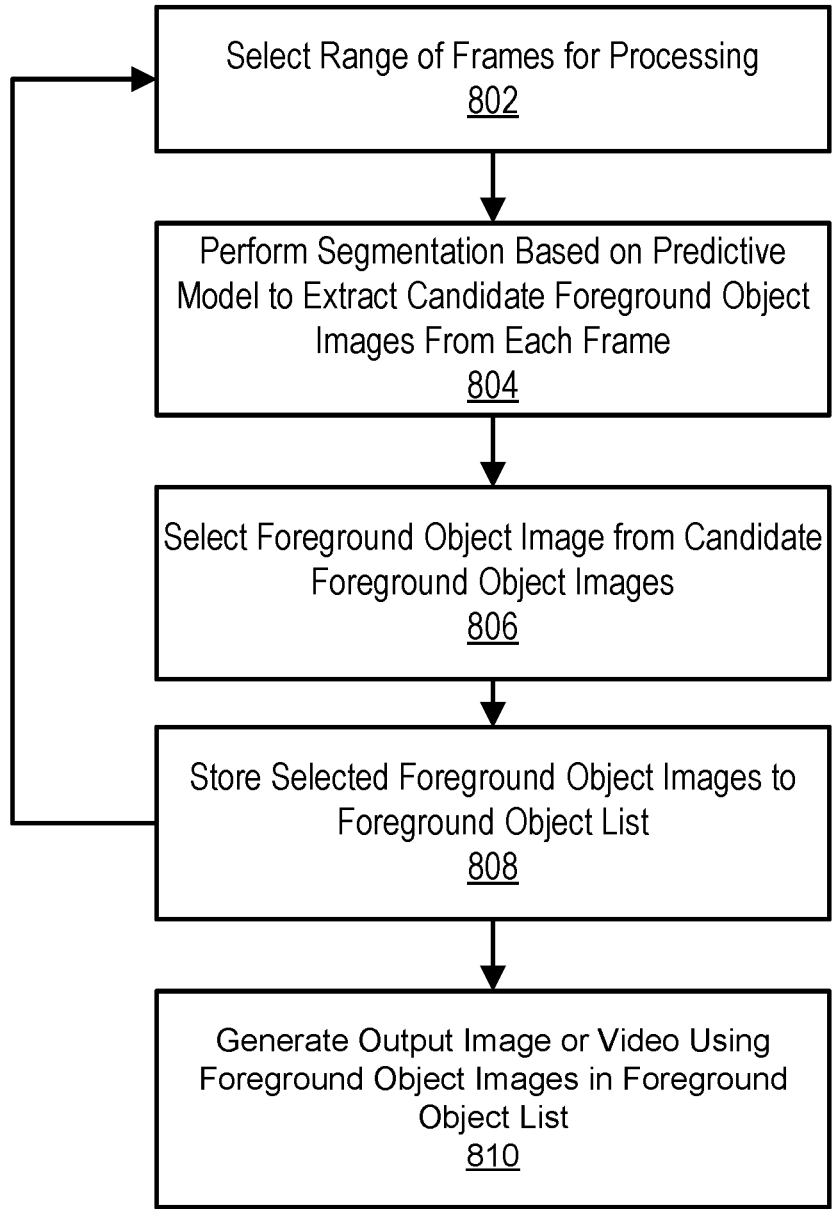 Select Range of Frames for Processing
802
Perform Segmentation Based on Predictive
Model to Extract Candidate Foreground Object
Images From Each Frame
804
Select Foreground Object Image from Candidate
Foreground Object Images
806
Store Selected Foreground Object Images to
Foreground Object List
808
Generate Output Image or Video Using
Foreground Object Images in Foreground
Object List
810